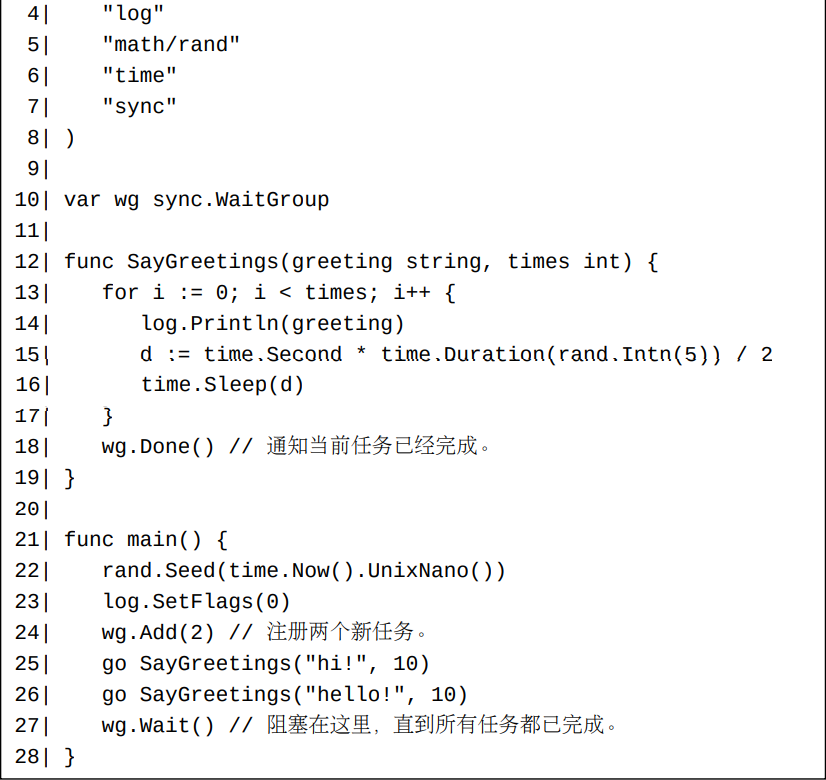 4|    "log"
5|    "math/rand"
6|    "time"
7|    "sync"
8| )
9|
10| var wg sync.WaitGroup
11|
12| func SayGreetings(greeting string, times int) {
13|    for i := 0; i < times; i++ {
14|       log.Println(greeting)
15|       d := time.Second * time.Duration(rand.Intn(5)) / 2
16|       time.Sleep(d)
17|    }
18|    wg.Done() // 通知当前任务已经完成。
19| }
20|
21| func main() {
22|    rand.Seed(time.Now().UnixNano())
23|    log.SetFlags(0)
24|    wg.Add(2) // 注册两个新任务。
25|    go SayGreetings("hi!", 10)
26|    go SayGreetings("hello!", 10)
27|    wg.Wait() // 阻塞在这里，直到所有任务都已完成。
28| }